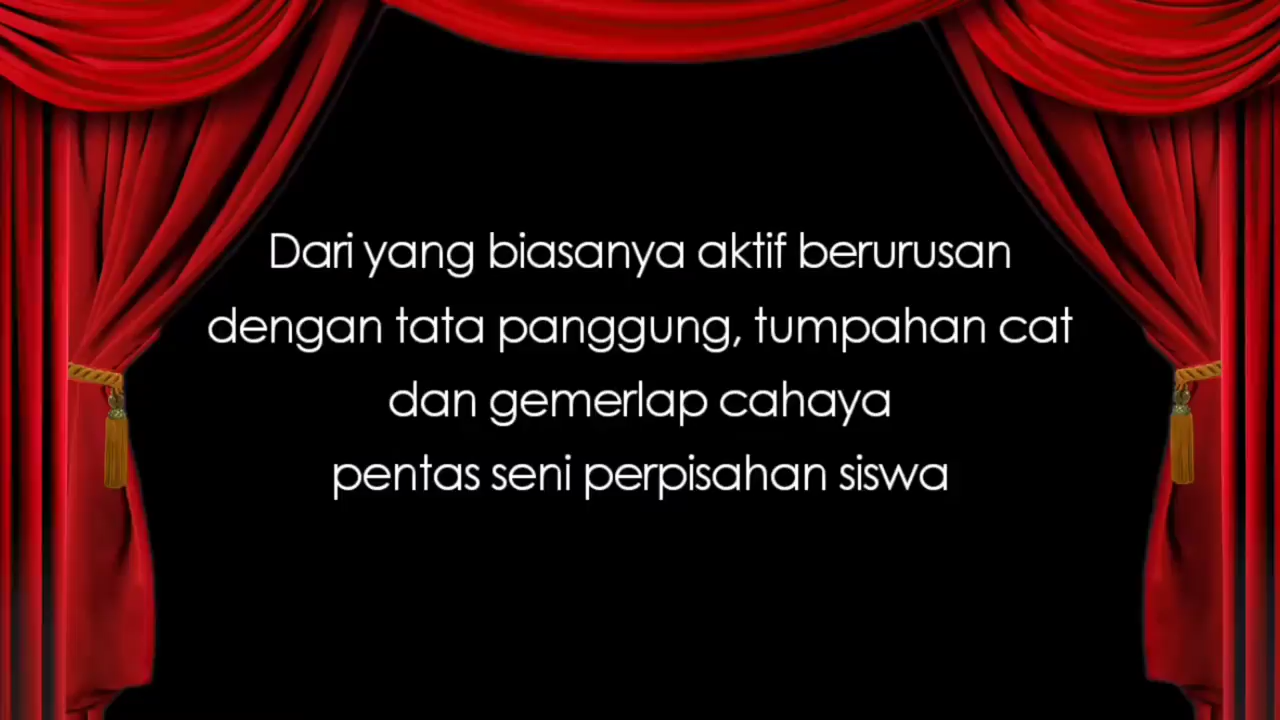 Dari yang biasanya aktif berurusan
dengan tata panggung, tumpahan cat
dan gemerlap cahaya
pentas seni perpisahan siswa